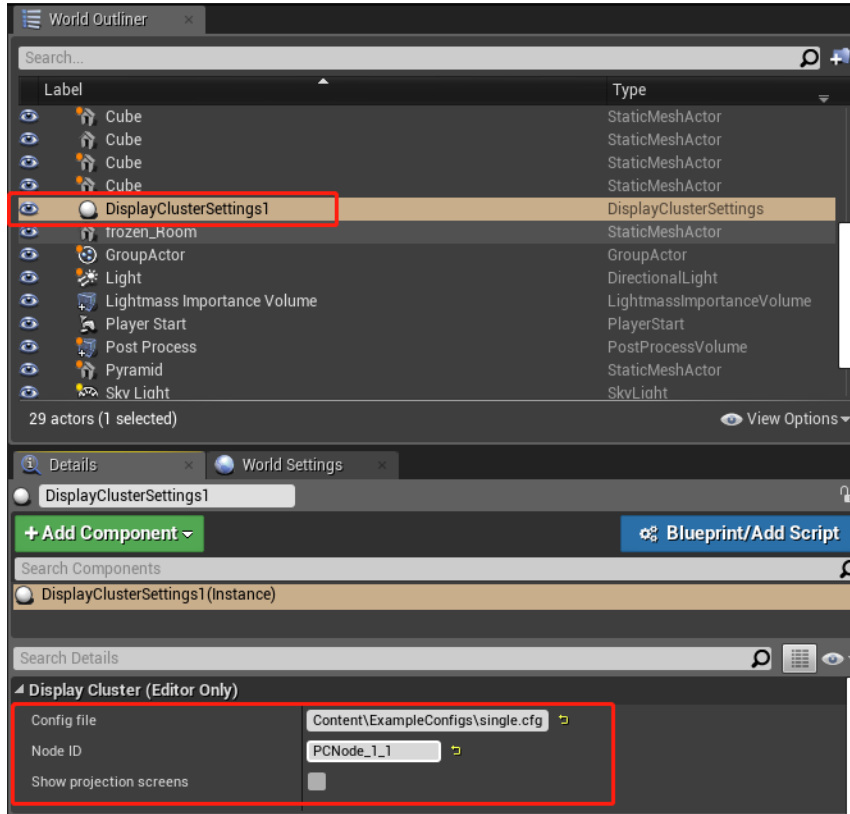 World Outliner
Search...
Label Type
Cube StaticMeshActor
Cube StaticMeshActor
Cube StaticMeshActor
Cube StaticMeshActor
DisplayClusterSettings1 DisplayClusterSettings
frozen_Room StaticMeshActor
GroupActor GroupActor
Light DirectionalLight
Lightmass Importance Volume LightmassImportanceVolume
Player Start PlayerStart
Post Process PostProcessVolume
Pyramid StaticMeshActor
Sky Light SkyLight
29 actors (1 selected) View Options
Details World Settings
DisplayClusterSettings1
+Add Component Blueprint/Add Script
Search Components
DisplayClusterSettings1(Instance)
Search Details
Display Cluster (Editor Only)
Config file Content\ExampleConfigs\single.cfg
Node ID PCNode_1_1
Show projection screens